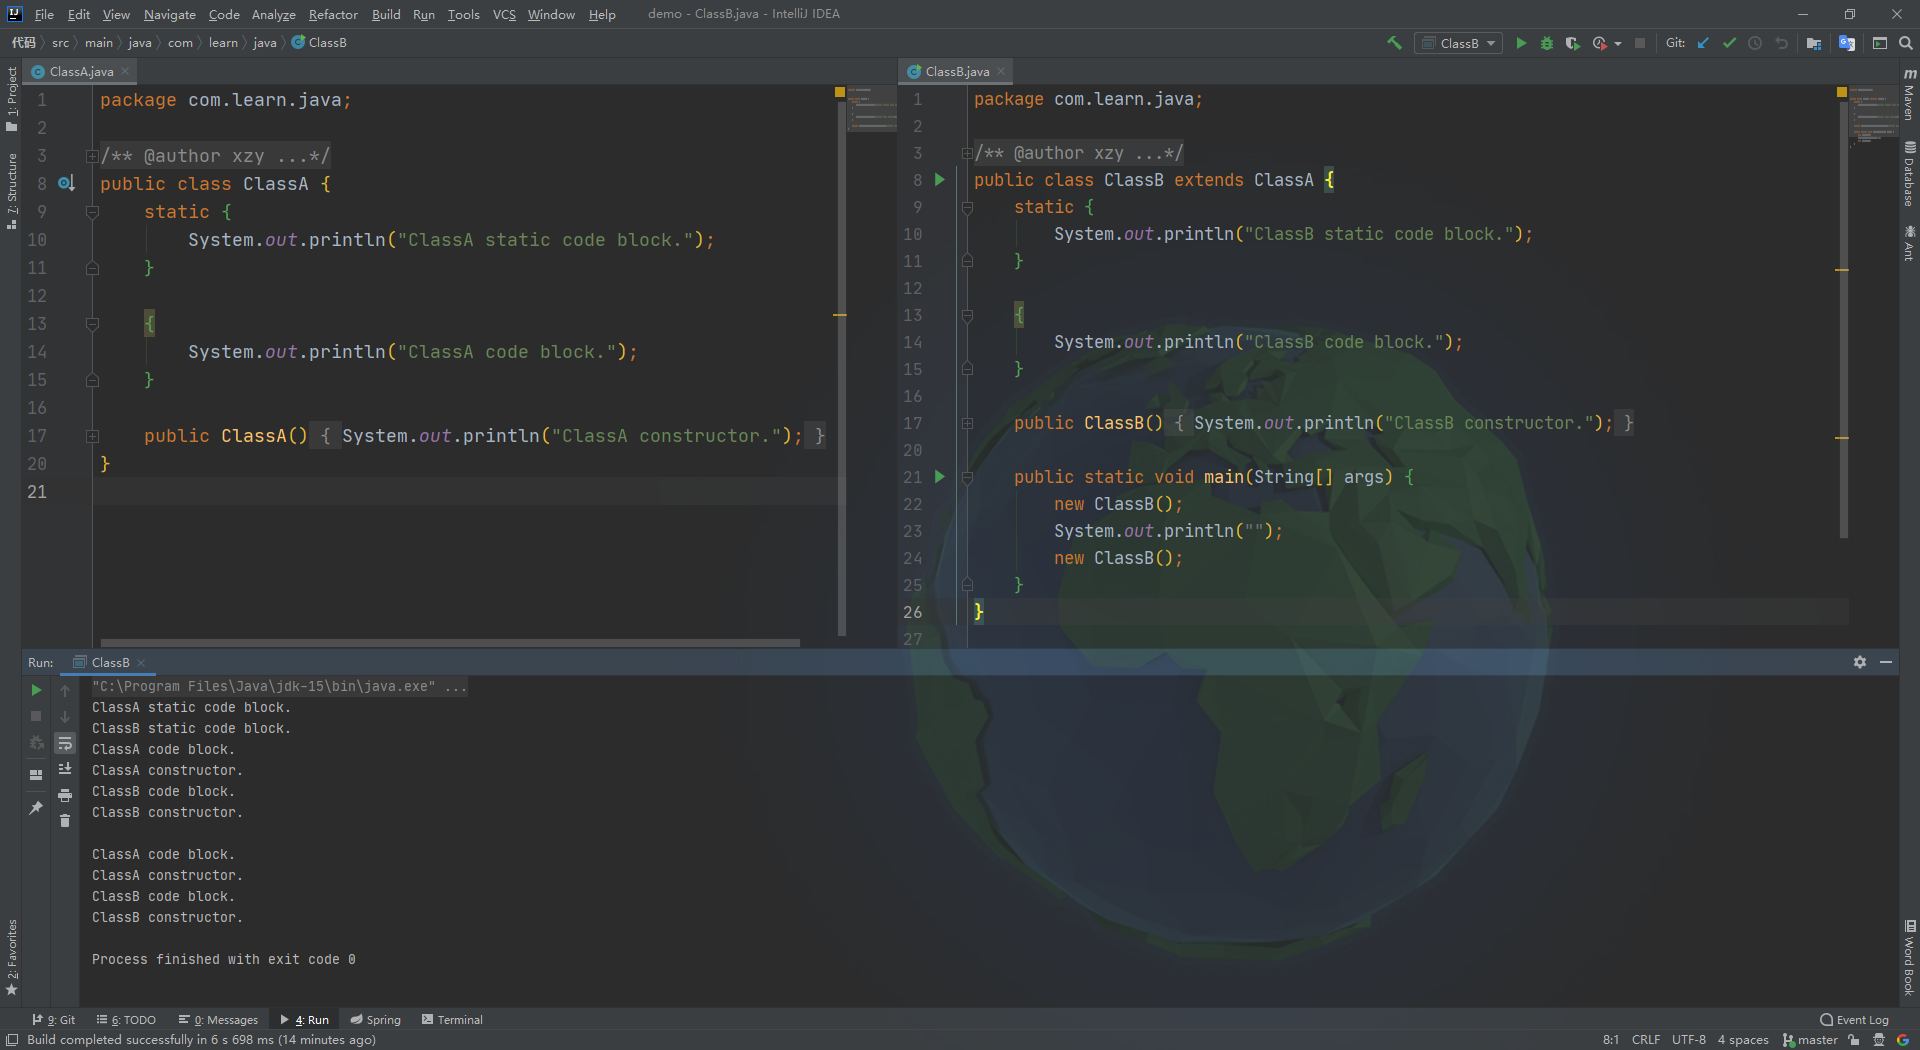 File Edit View Navigate Code Analyze Refactor Build Run Tools VCS Window Help demo - ClassB.java - IntelliJ IDEA
代码 src main java com learn java ClassB
ClassB Git:
1: Project
7: Structure
2: Favorites
ClassA.java
1 package com.learn.java;
2
3 /** @author xzy ...*/
8 public class ClassA {
9 static {
10 System.out.println("ClassA static code block.");
11 }
12
13 {
14 System.out.println("ClassA code block.");
15 }
16
17 public ClassA() { System.out.println("ClassA constructor."); }
20 }
21
ClassB.java
1 package com.learn.java;
2
3 /** @author xzy ...*/
8 public class ClassB extends ClassA {
9 static {
10 System.out.println("ClassB static code block.");
11 }
12
13 {
14 System.out.println("ClassB code block.");
15 }
16
17 public ClassB() { System.out.println("ClassB constructor."); }
20
21 public static void main(String[] args) {
22 new ClassB();
23 System.out.println("");
24 new ClassB();
25 }
26 }
27
m Maven
Database
Ant
Word Book
Run: ClassB
"C:\Program Files\Java\jdk-15\bin\java.exe" ...
ClassA static code block.
ClassB static code block.
ClassA code block.
ClassA constructor.
ClassB code block.
ClassB constructor.
ClassA code block.
ClassA constructor.
ClassB code block.
ClassB constructor.
Process finished with exit code 0
9: Git 6: TODO 0: Messages 4: Run Spring Terminal Event Log
Build completed successfully in 6 s 698 ms (14 minutes ago) 8:1 CRLF UTF-8 4 spaces master